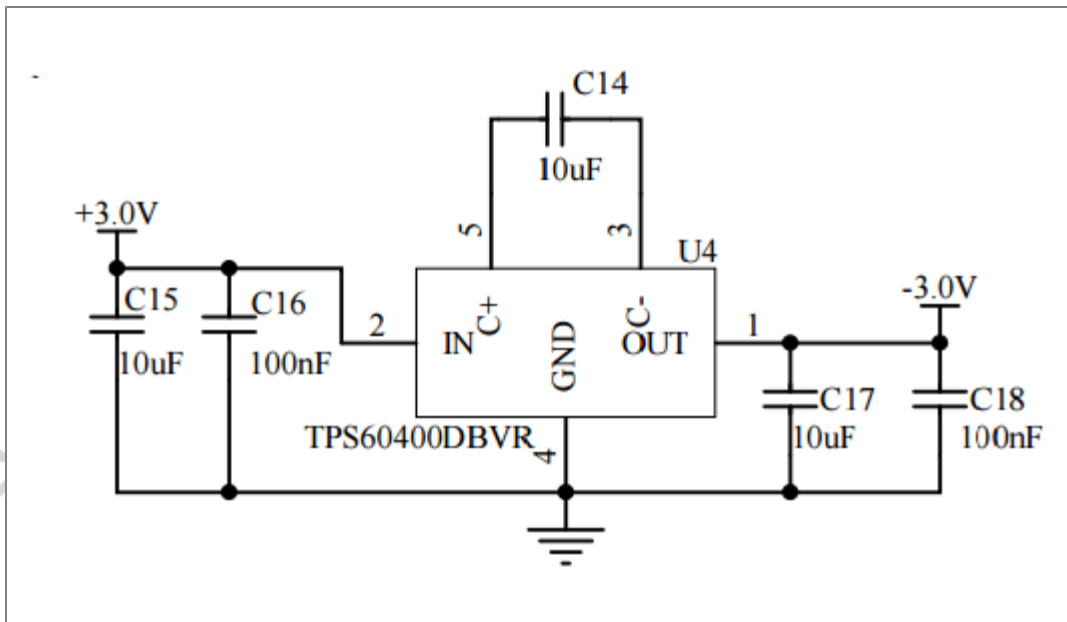 C14
10uF
+3.0V
5
3
U4
C15
C16
-3.0V
2
IN
C+
GND
C-
OUT
1
10uF
100nF
C17
C18
TPS60400DBVR
4
10uF
100nF